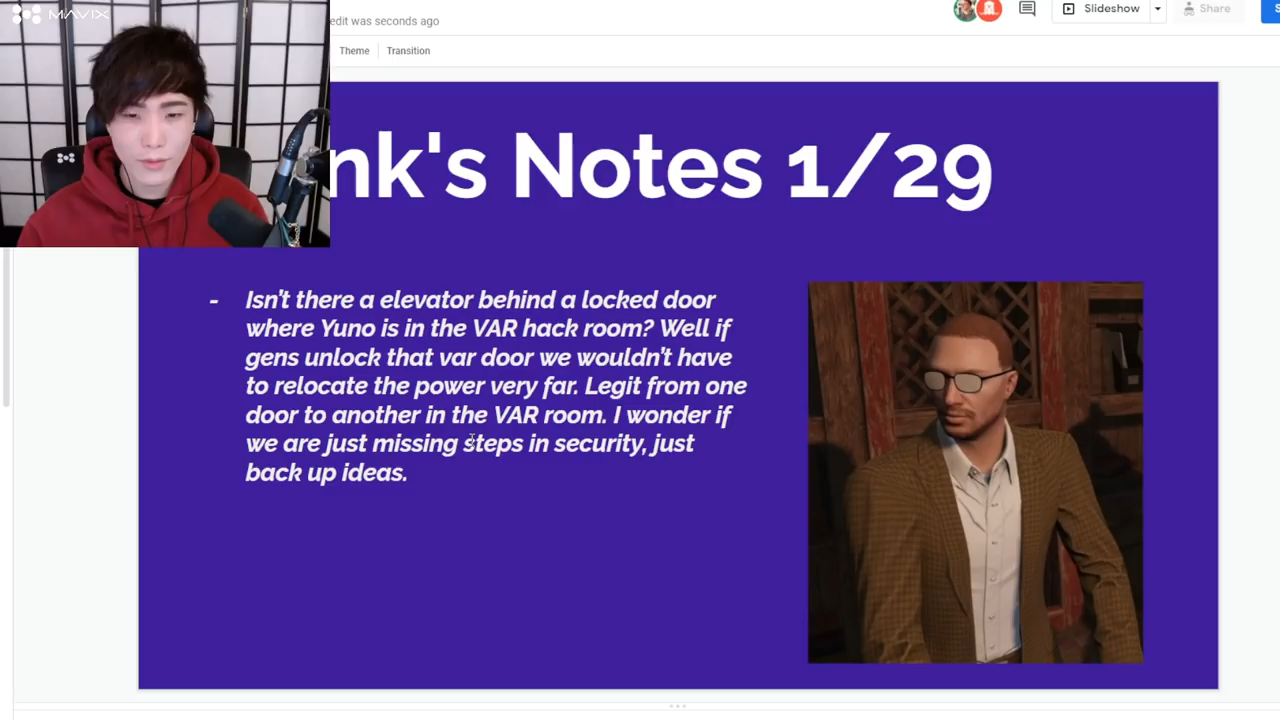 MAVIX
edit was seconds ago
Slideshow
Share
Theme
Transition
nk's Notes 1/29
- Isn't there a elevator behind a locked door
where Yuno is in the VAR hack room? Well if
gens unlock that var door we wouldn't have
to relocate the power very far. Legit from one
door to another in the VAR room. I wonder if
we are just missing steps in security, just
back up ideas.